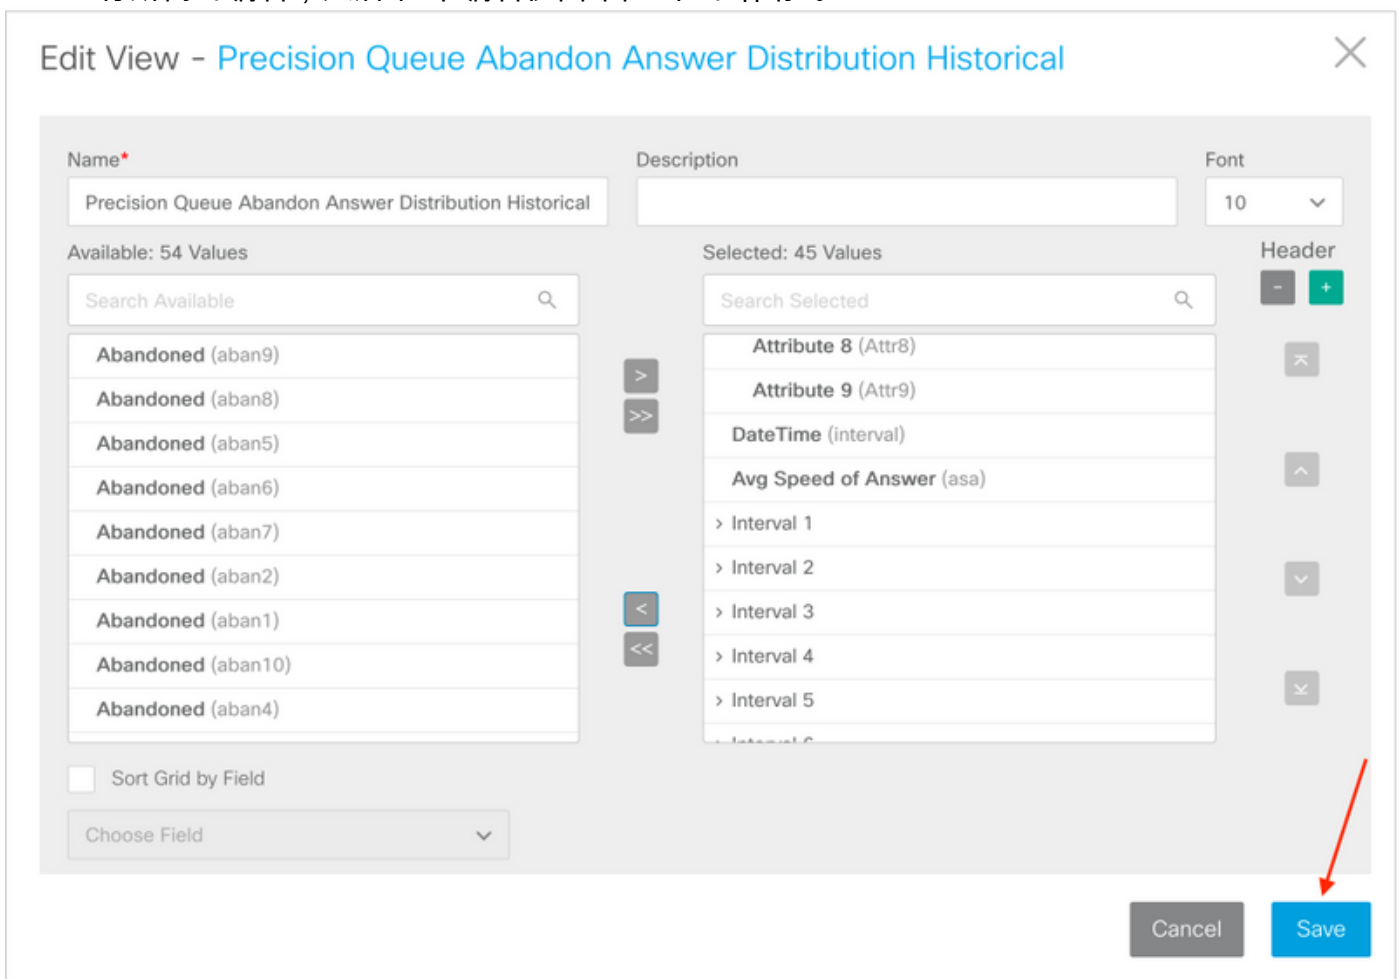 Edit View - Precision Queue Abandon Answer Distribution Historical
Name*
Description
Font
Precision Queue Abandon Answer Distribution Historical
10
Available: 54 Values
Selected: 45 Values
Header
Search Available
Search Selected
-
+
Abandoned (aban9)
Abandoned (aban8)
Abandoned (aban5)
Abandoned (aban6)
Abandoned (aban7)
Abandoned (aban2)
Abandoned (aban1)
Abandoned (aban10)
Abandoned (aban4)
>
>>
<
<<
Attribute 8 (Attr8)
Attribute 9 (Attr9)
DateTime (interval)
Avg Speed of Answer (asa)
> Interval 1
> Interval 2
> Interval 3
> Interval 4
> Interval 5
Sort Grid by Field
Choose Field
Cancel
Save